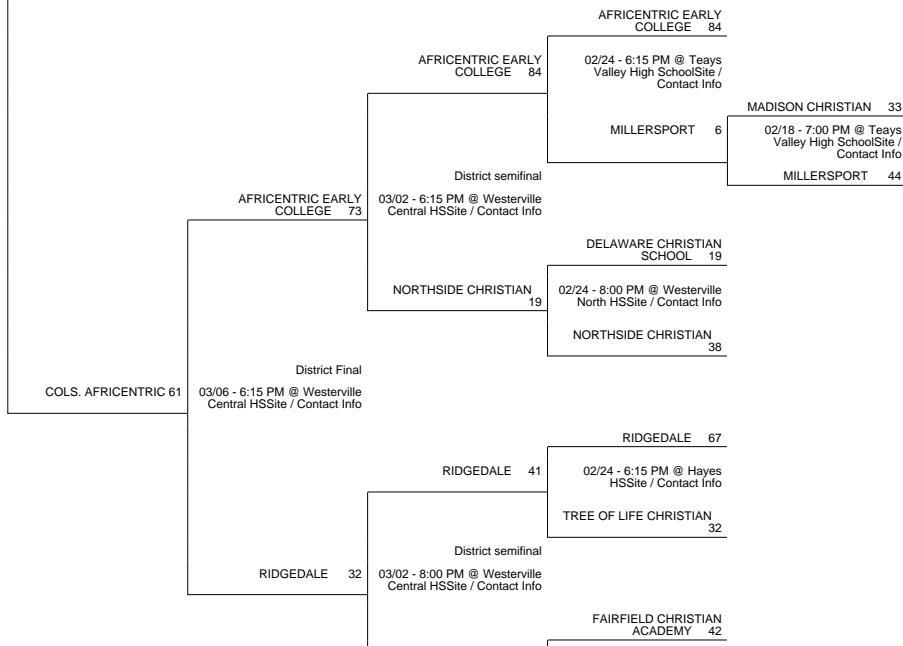 AFRICENTRIC EARLY
COLLEGE 84
AFRICENTRIC EARLY
COLLEGE 84
02/24 - 6:15 PM @ Teays
Valley High SchoolSite /
Contact Info
MADISON CHRISTIAN 33
MILLERSPORT 6
02/18 - 7:00 PM @ Teays
Valley High SchoolSite /
Contact Info
MILLERSPORT 44
District semifinal
AFRICENTRIC EARLY
COLLEGE 73
03/02 - 6:15 PM @ Westerville
Central HSSite / Contact Info
DELAWARE CHRISTIAN
SCHOOL 19
NORTHSIDE CHRISTIAN
19
02/24 - 8:00 PM @ Westerville
North HSSite / Contact Info
NORTHSIDE CHRISTIAN
38
District Final
COLS. AFRICENTRIC 61
03/06 - 6:15 PM @ Westerville
Central HSSite / Contact Info
RIDGEDALE 67
RIDGEDALE 41
02/24 - 6:15 PM @ Hayes
HSSite / Contact Info
TREE OF LIFE CHRISTIAN
32
District semifinal
RIDGEDALE 32
03/02 - 8:00 PM @ Westerville
Central HSSite / Contact Info
FAIRFIELD CHRISTIAN
ACADEMY 42